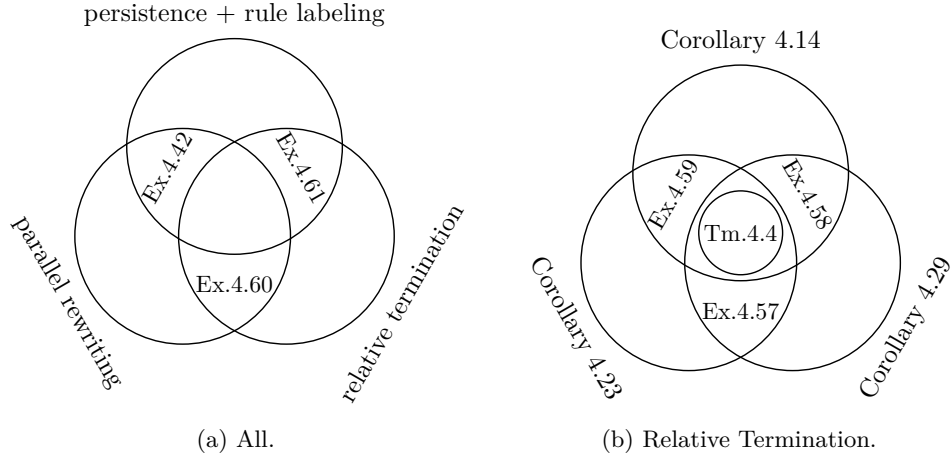 persistence + rule labeling
Ex.4.42
Ex.4.61
Ex.4.60
parallel rewriting
relative termination
(a) All.
Corollary 4.14
Ex.4.59
Ex.4.58
Tm.4.4
Ex.4.57
Corollary 4.23
Corollary 4.29
(b) Relative Termination.